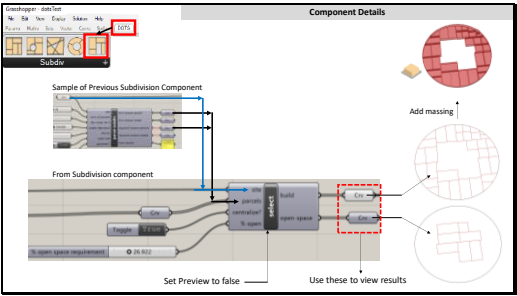 Grasshopper - dotsTest
Component Details
File Edit View Display Solution Help
DOTS
Subdiv
Sample of Previous Subdivision Component
Add massing
From Subdivision component
site
parcels
centralize?
% open
select
build
open space
Crv
Crv
Crv
Toggle True
% open space requirement
26.922
Set Preview to false
Use these to view results